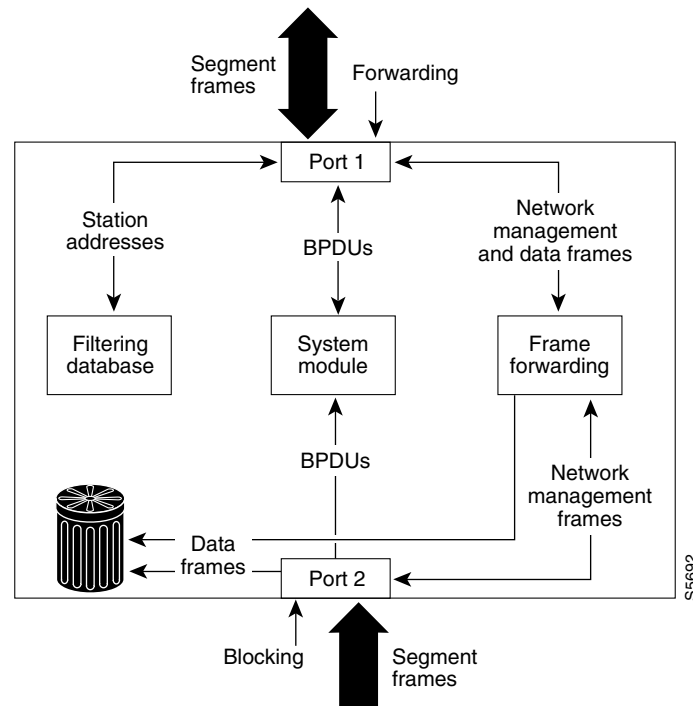 Segment
frames
Forwarding
Port 1
Station
addresses
BPDUs
Network
management
and data frames
Filtering
database
System
module
Frame
forwarding
BPDUs
Network
management
frames
Data
frames
Port 2
Blocking
Segment
frames
S5692